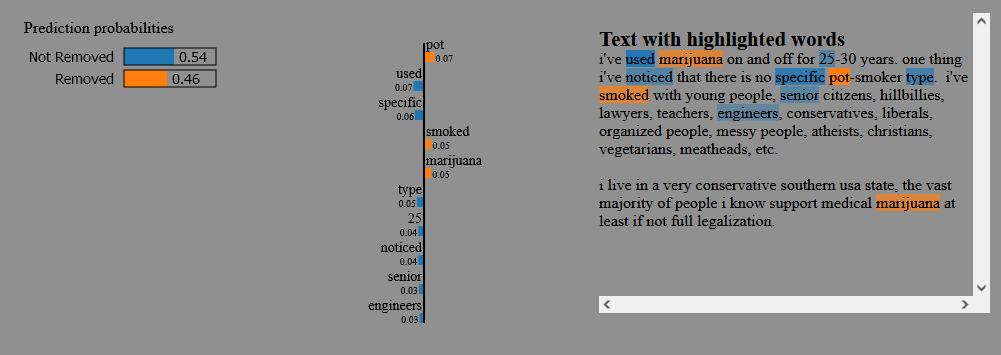 Prediction probabilities
Not Removed 0.54
Removed 0.46
pot
0.07
used
0.07
specific
0.06
smoked
0.05
marijuana
0.05
type
0.05
25
0.04
noticed
0.04
senior
0.03
engineers
0.03
Text with highlighted words
i've used marijuana on and off for 25-30 years. one thing
i've noticed that there is no specific pot-smoker type. i've
smoked with young people, senior citizens, hillbillies,
lawyers, teachers, engineers, conservatives, liberals,
organized people, messy people, atheists, christians,
vegetarians, meatheads, etc.
i live in a very conservative southern usa state, the vast
majority of people i know support medical marijuana at
least if not full legalization.